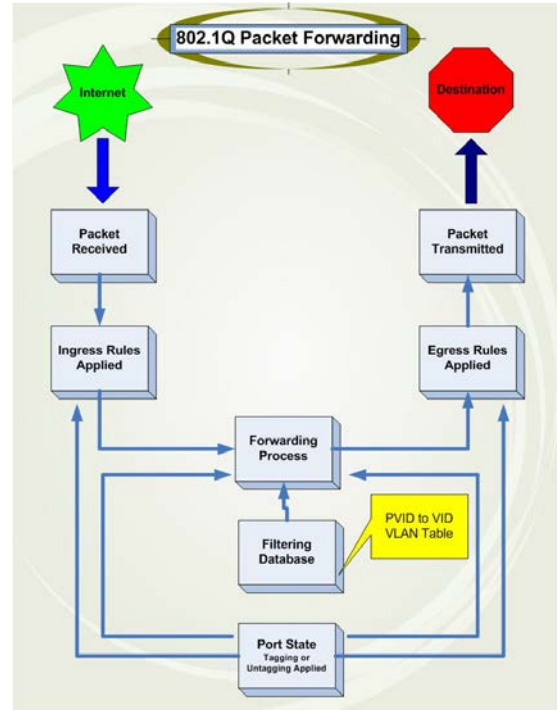 802.1Q Packet Forwarding
Internet
Destination
Packet
Received
Packet
Transmitted
Ingress Rules
Applied
Egress Rules
Applied
Forwarding
Process
PVID to VID
VLAN Table
Filtering
Database
Port State
Tagging or
Untagging Applied